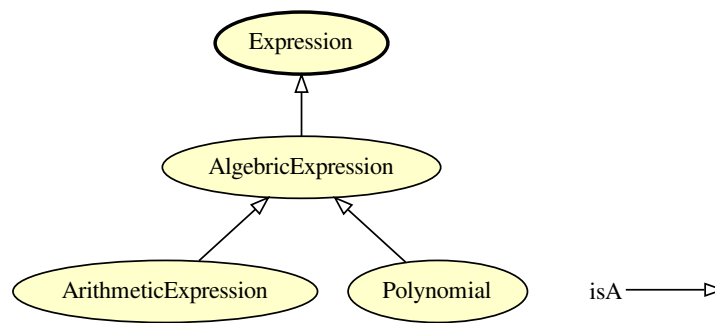 Expression
AlgebricExpression
ArithmeticExpression
Polynomial
isA